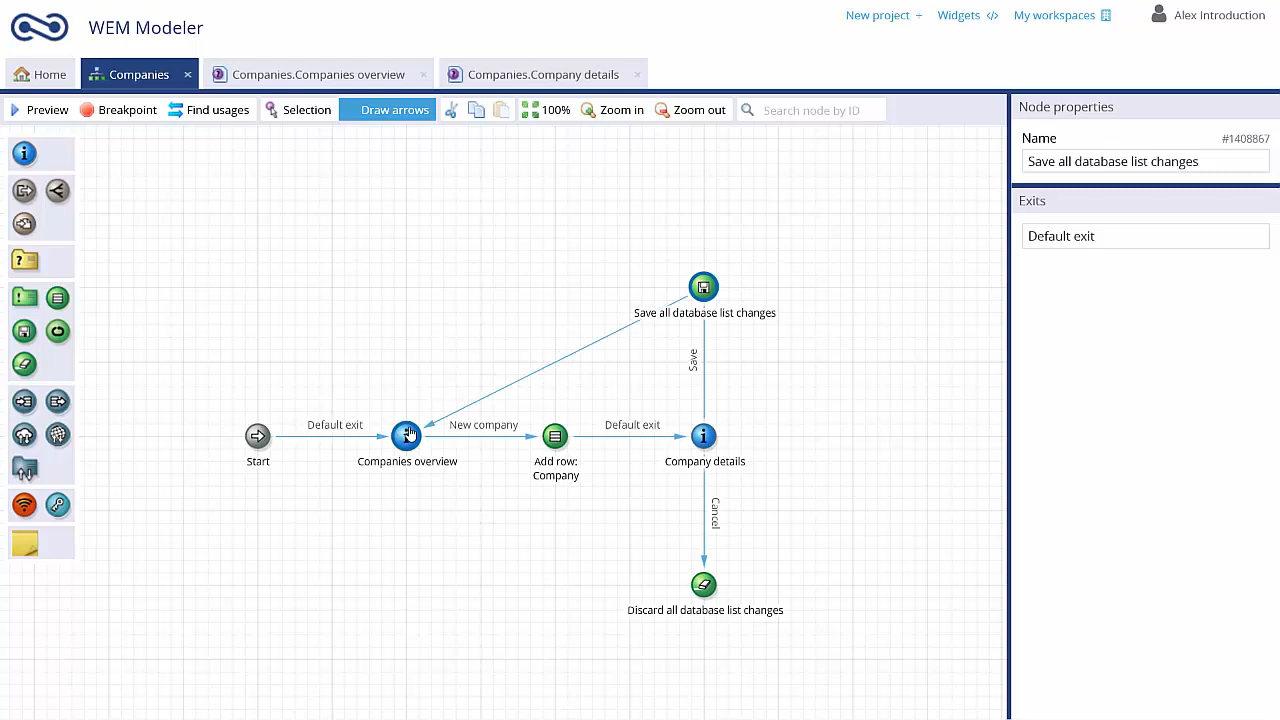 WEM Modeler
New project +
Widgets </>
My workspaces
Alex Introduction
Home
Companies ×
Companies.Companies overview ×
Companies.Company details ×
Preview
Breakpoint
Find usages
Selection
Draw arrows
100%
Zoom in
Zoom out
Search node by ID
Node properties
Name
#1408867
Save all database list changes
Exits
Default exit
Save all database list changes
Save
Default exit
New company
Default exit
Start
Companies overview
Add row:
Company
Company details
Cancel
Discard all database list changes